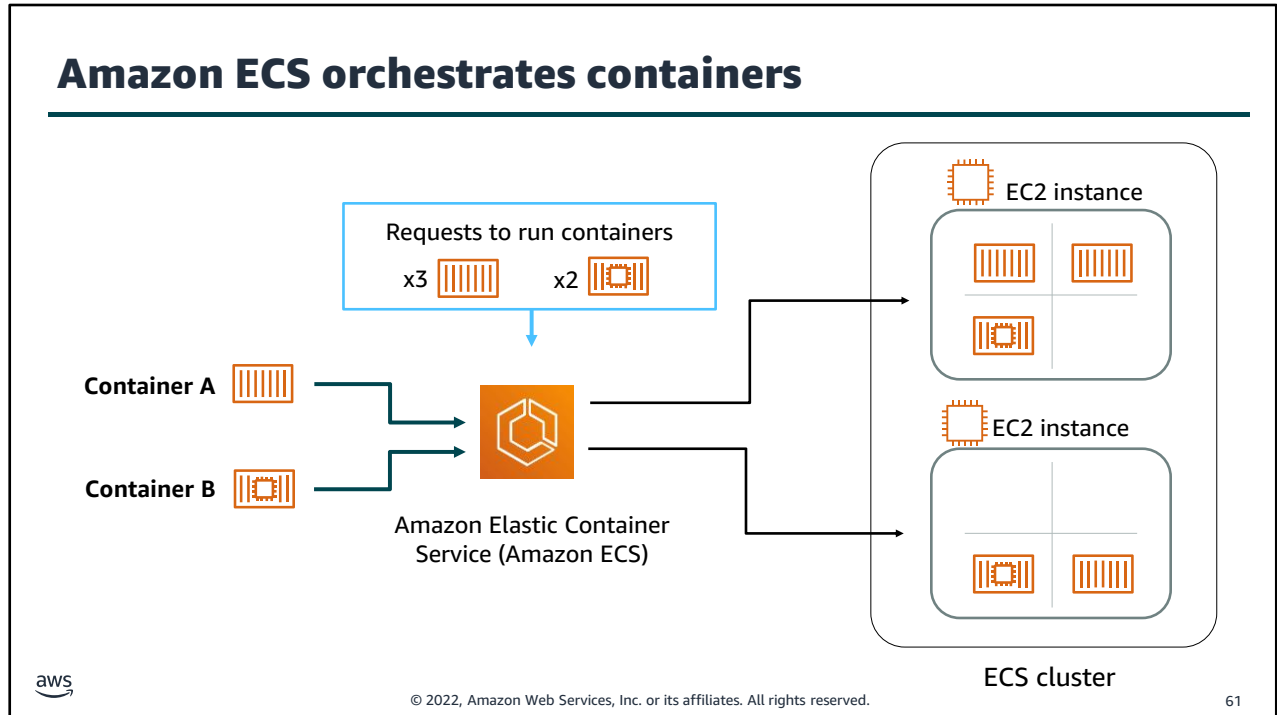 Amazon ECS orchestrates containers
Requests to run containers
x3
x2
Container A
Container B
Amazon Elastic Container
Service (Amazon ECS)
EC2 instance
EC2 instance
ECS cluster
aws
© 2022, Amazon Web Services, Inc. or its affiliates. All rights reserved.
61